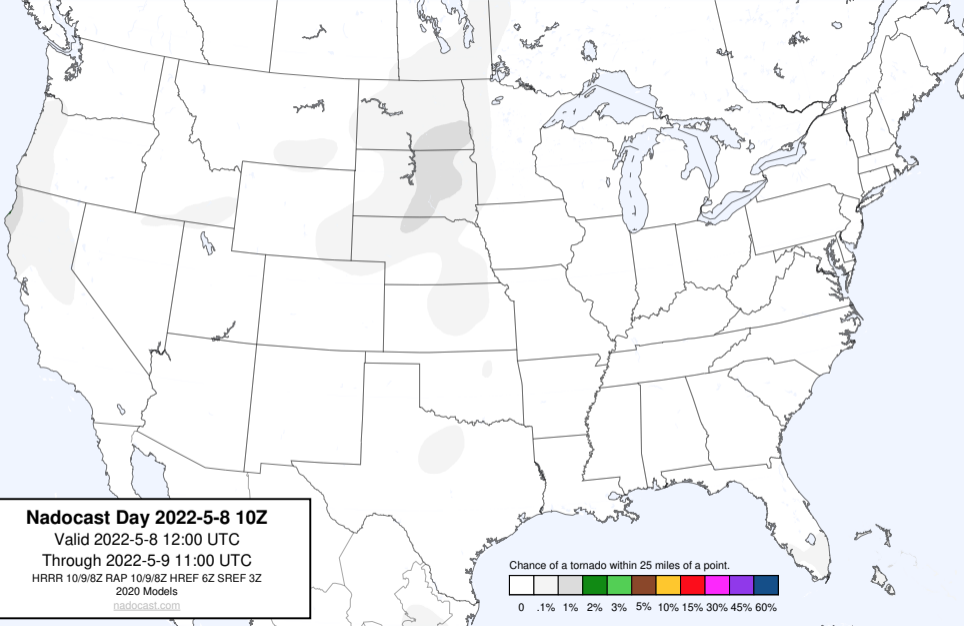 Nadocast Day 2022-5-8 10Z
Valid 2022-5-8 12:00 UTC
Through 2022-5-9 11:00 UTC
HRRR 10/9/8Z RAP 10/9/8Z HREF 6Z SREF 3Z
2020 Models
nadocast.com
Chance of a tornado within 25 miles of a point.
0 .1% 1% 2% 3% 5% 10% 15% 30% 45% 60%